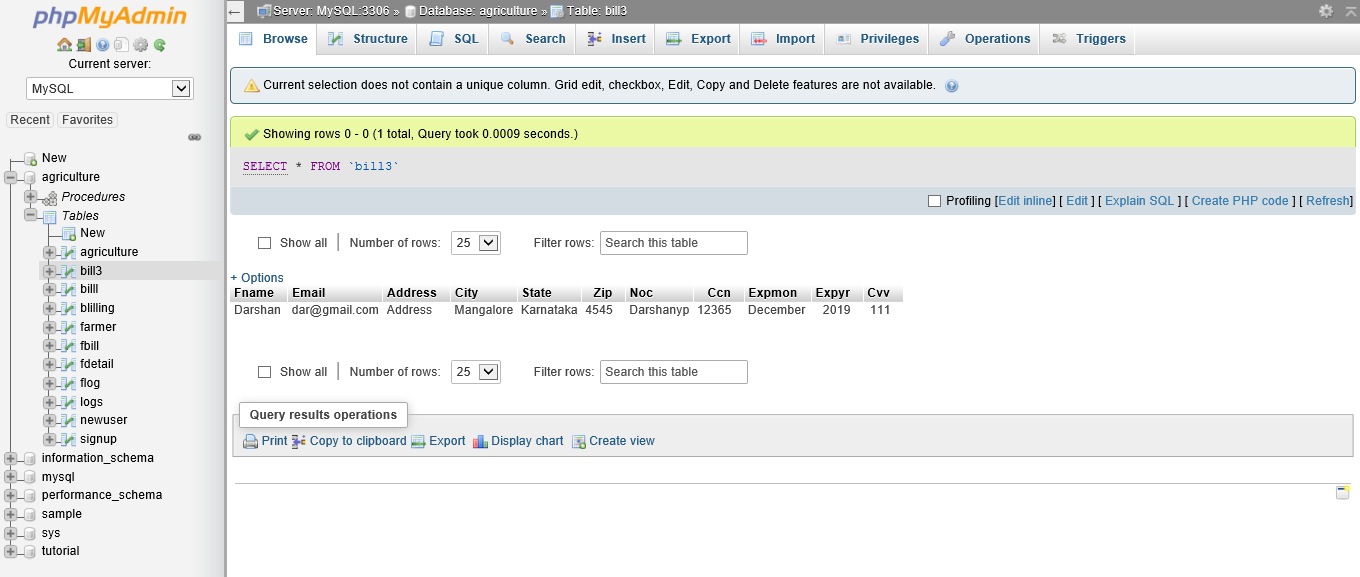 phpMyAdmin
Current server:
MySQL
Recent Favorites
New
agriculture
Procedures
Tables
New
agriculture
bill3
billl
blilling
farmer
fbill
fdetail
flog
logs
newuser
signup
information_schema
mysql
performance_schema
sample
sys
tutorial
Server: MySQL:3306 » Database: agriculture » Table: bill3
Browse Structure SQL Search Insert Export Import Privileges Operations Triggers
Current selection does not contain a unique column. Grid edit, checkbox, Edit, Copy and Delete features are not available.
Showing rows 0 - 0 (1 total, Query took 0.0009 seconds.)
SELECT * FROM `bill3`
Profiling [Edit inline] [ Edit ] [ Explain SQL ] [ Create PHP code ] [ Refresh]
Show all Number of rows: 25 Filter rows: Search this table
+ Options
Fname Email Address City State Zip Noc Ccn Expmon Expyr Cvv
Darshan dar@gmail.com Address Mangalore Karnataka 4545 Darshanyp 12365 December 2019 111
Show all Number of rows: 25 Filter rows: Search this table
Query results operations
Print Copy to clipboard Export Display chart Create view